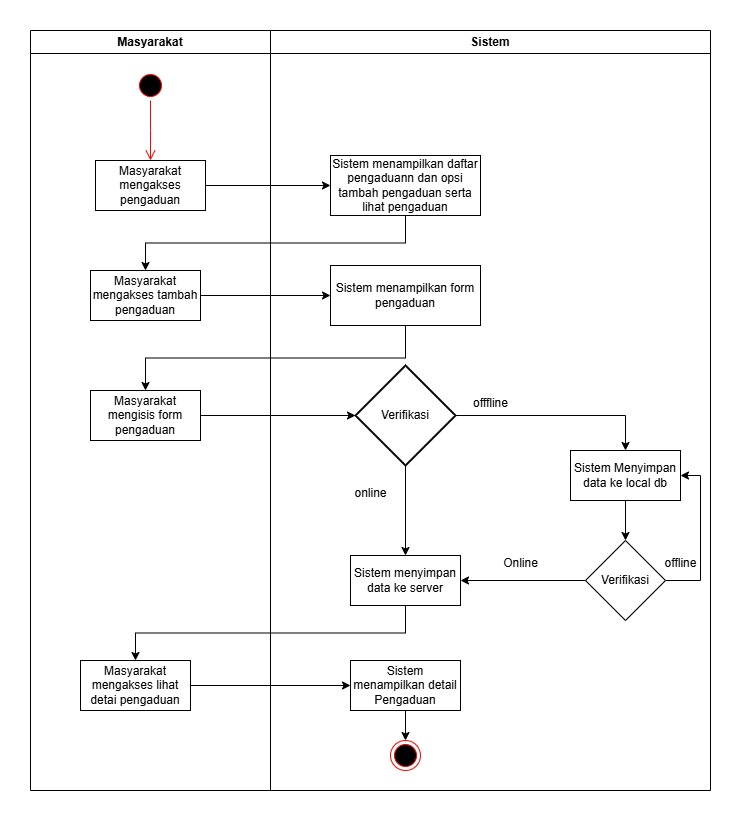 Masyarakat
Sistem
Masyarakat
mengakses
pengaduan
Sistem menampilkan daftar
pengaduann dan opsi
tambah pengaduan serta
lihat pengaduan
Masyarakat
mengakses tambah
pengaduan
Sistem menampilkan form
pengaduan
Masyarakat
mengisis form
pengaduan
Verifikasi
offfline
Sistem Menyimpan
data ke local db
online
Verifikasi
offline
Online
Sistem menyimpan
data ke server
Masyarakat
mengakses lihat
detai pengaduan
Sistem
menampilkan detail
Pengaduan